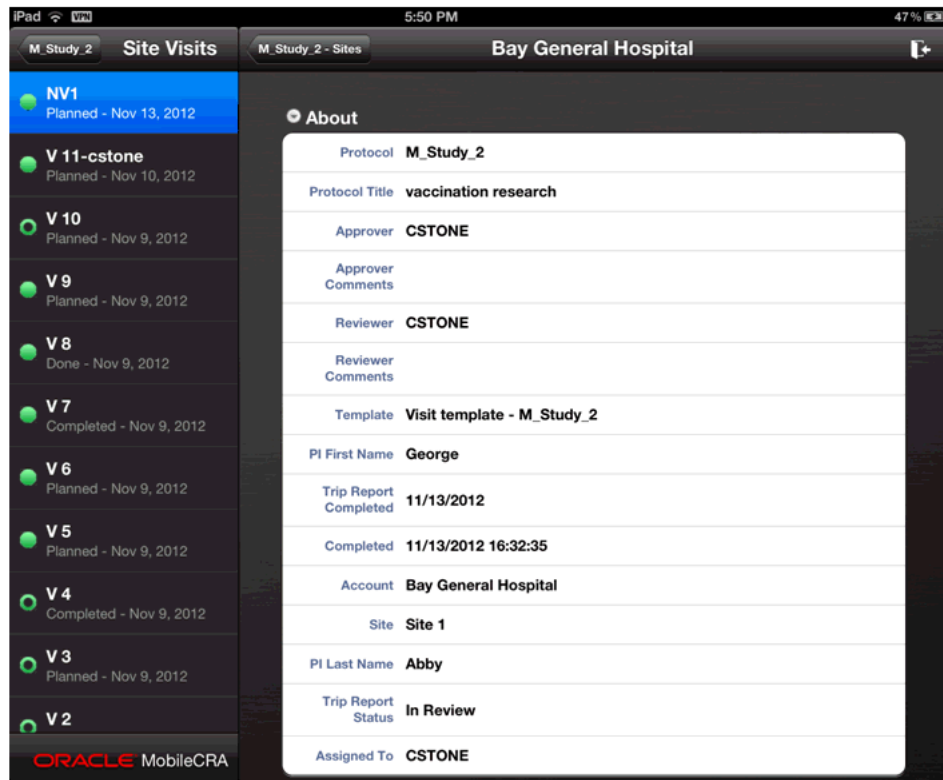 iPad VPN 5:50 PM 47%
M_Study_2 Site Visits
M_Study_2 - Sites Bay General Hospital
NV1
Planned - Nov 13, 2012
V 11-cstone
Planned - Nov 10, 2012
V 10
Planned - Nov 9, 2012
V 9
Planned - Nov 9, 2012
V 8
Done - Nov 9, 2012
V 7
Completed - Nov 9, 2012
V 6
Planned - Nov 9, 2012
V 5
Planned - Nov 9, 2012
V 4
Completed - Nov 9, 2012
V 3
Planned - Nov 9, 2012
V 2
ORACLE MobileCRA
About
Protocol M_Study_2
Protocol Title vaccination research
Approver CSTONE
Approver
Comments
Reviewer CSTONE
Reviewer
Comments
Template Visit template - M_Study_2
PI First Name George
Trip Report
Completed 11/13/2012
Completed 11/13/2012 16:32:35
Account Bay General Hospital
Site Site 1
PI Last Name Abby
Trip Report
Status In Review
Assigned To CSTONE